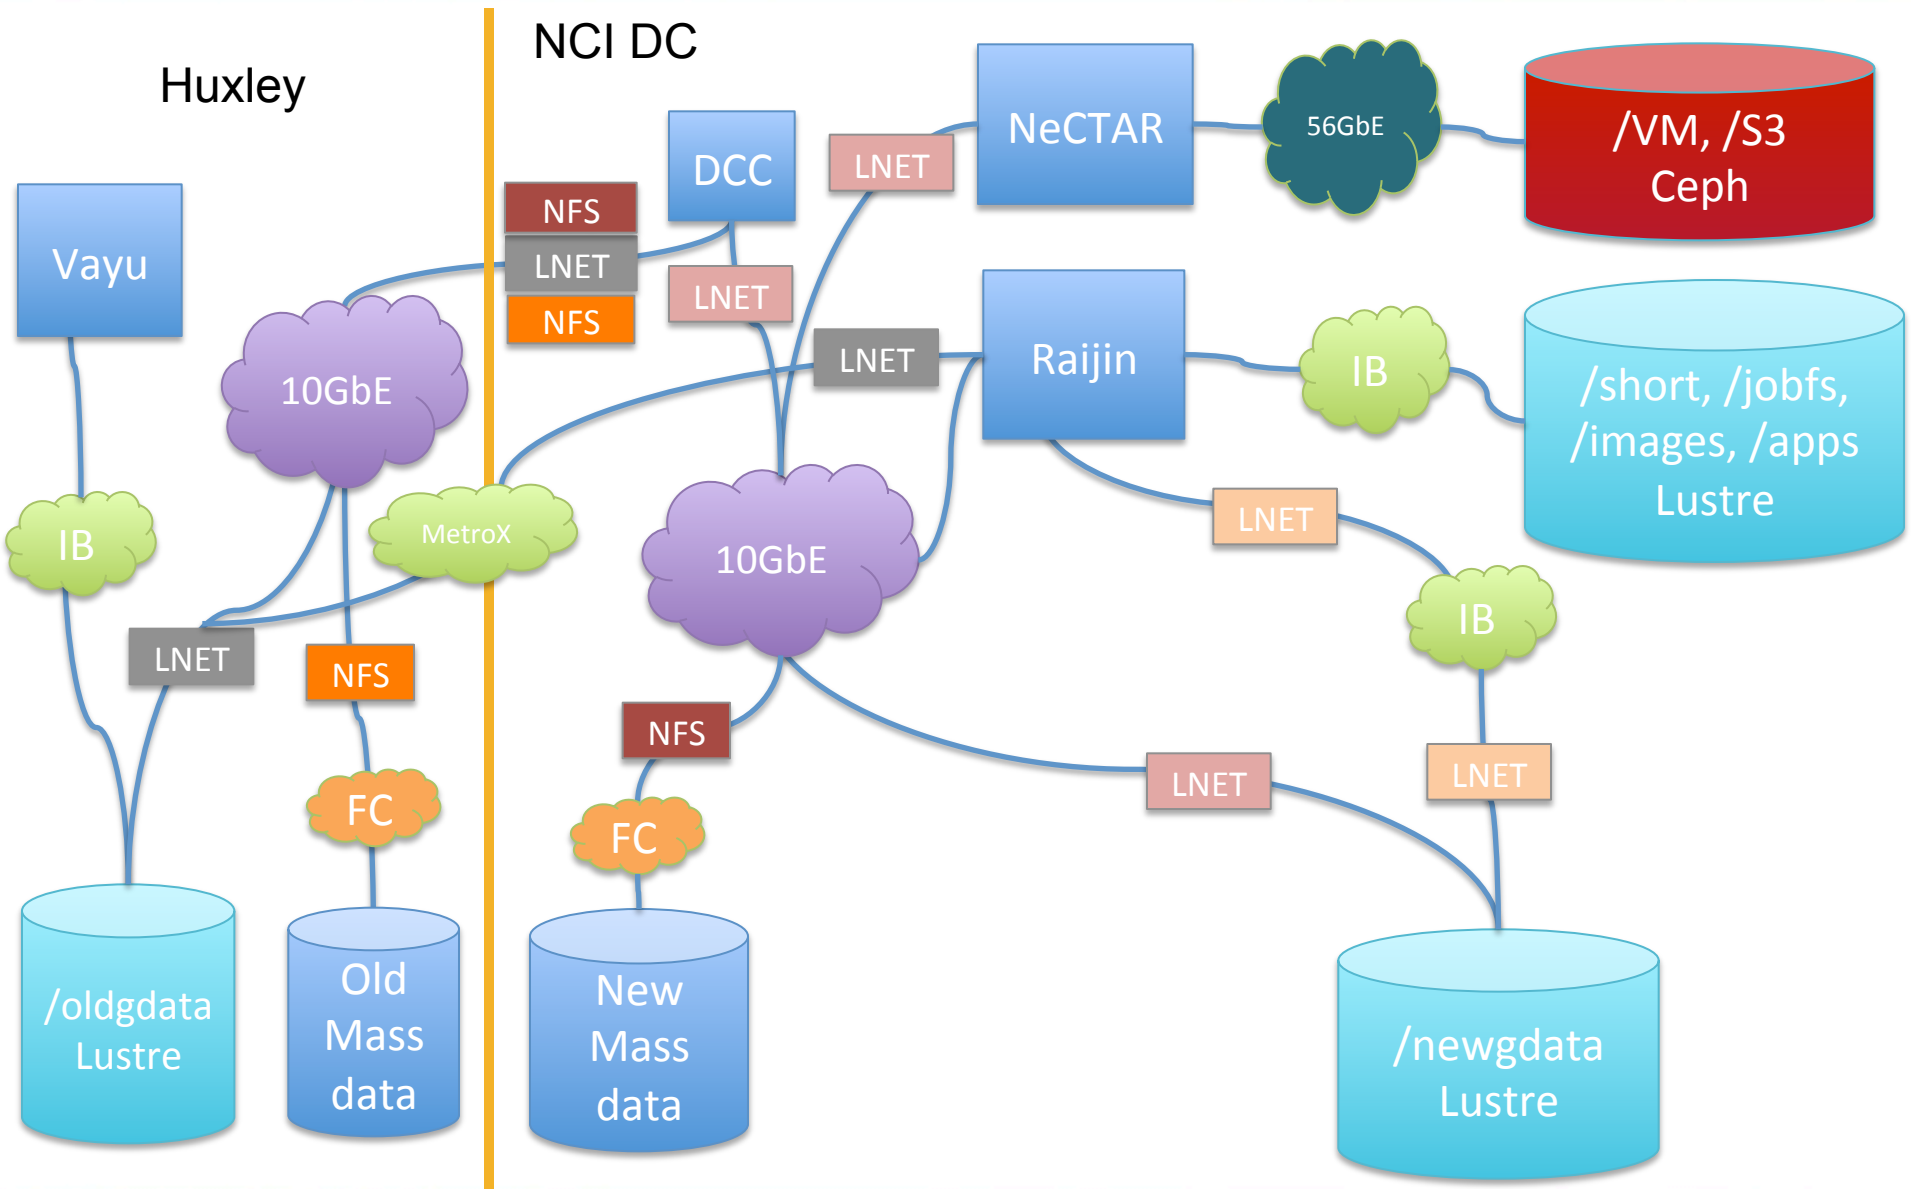 Huxley
NCI DC
Vayu
10GbE
IB
MetroX
LNET
NFS
FC
/oldgdata
Lustre
Old
Mass
data
NFS
LNET
NFS
DCC
LNET
LNET
NeCTAR
56GbE
/VM, /S3
Ceph
LNET
Raijin
IB
/short, /jobfs,
/images, /apps
Lustre
10GbE
LNET
IB
NFS
LNET
LNET
FC
New
Mass
data
/newgdata
Lustre